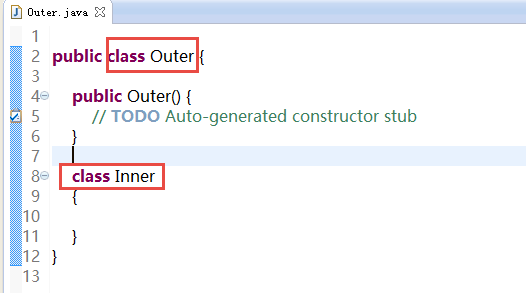 Outer.java
1
2 public class Outer {
3
4 public Outer() {
5 // TODO Auto-generated constructor stub
6 }
7
8 class Inner
9 {
10
11 }
12 }
13